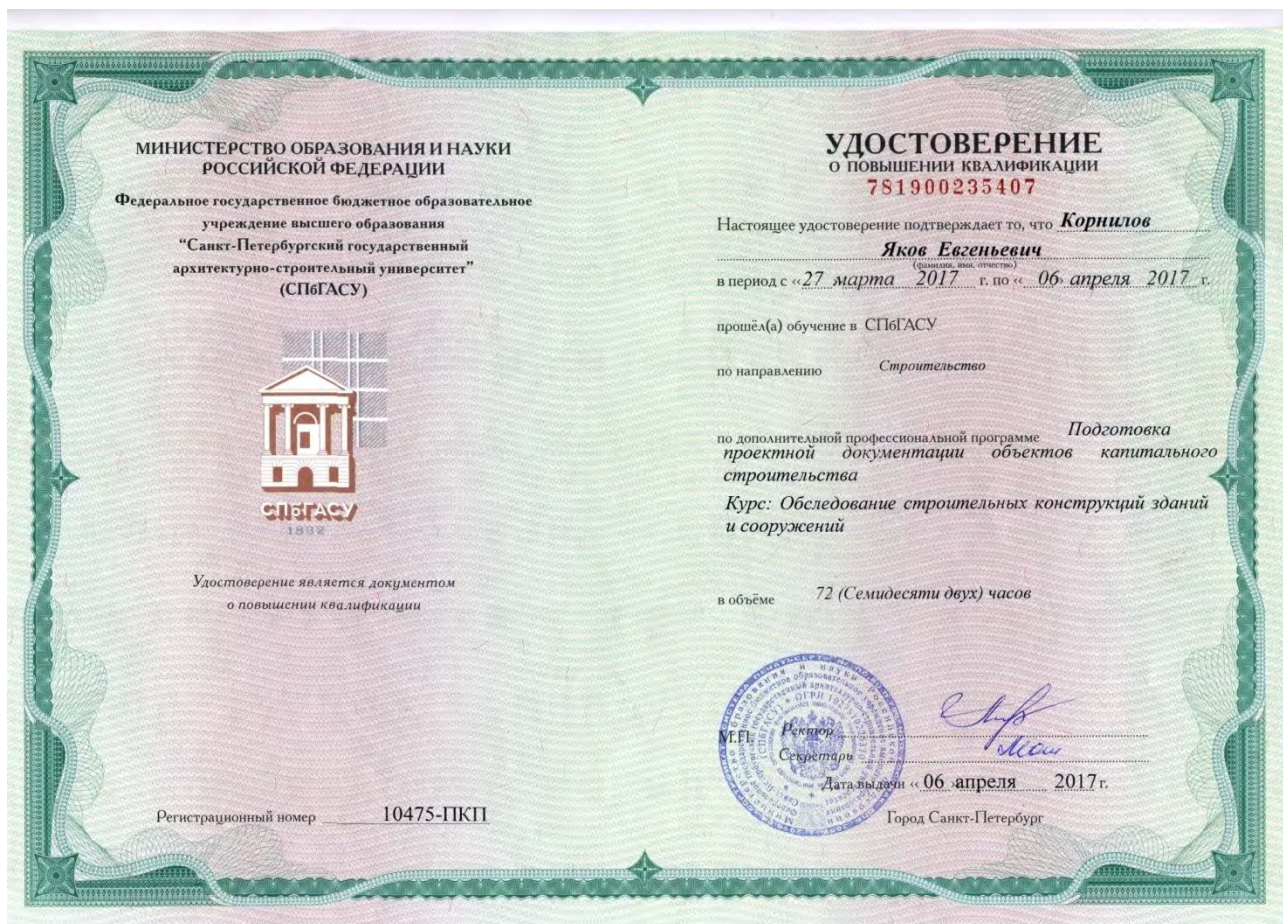 МИНИСТЕРСТВО ОБРАЗОВАНИЯ И НАУКИ
РОССИЙСКОЙ ФЕДЕРАЦИИ
Федеральное государственное бюджетное образовательное
учреждение высшего образования
“Санкт-Петербургский государственный
архитектурно-строительный университет”
(СПбГАСУ)
СПбГАСУ
1832
Удостоверение является документом
о повышении квалификации
Регистрационный номер 10475-ПКП
УДОСТОВЕРЕНИЕ
О ПОВЫШЕНИИ КВАЛИФИКАЦИИ
781900235407
Настоящее удостоверение подтверждает то, что Корнилов
Яков Евгеньевич
(фамилия, имя, отчество)
в период с «27 марта 2017 г. по « 06» апреля 2017 г.
прошёл(а) обучение в СПбГАСУ
по направлению Строительство
по дополнительной профессиональной программе Подготовка
проектной документации объектов капитального
строительства
Курс: Обследование строительных конструкций зданий
и сооружений
в объёме 72 (Семидесяти двух) часов
М.П. Ректор
Секретарь
Дата выдачи « 06 »апреля 2017 г.
Город Санкт-Петербург